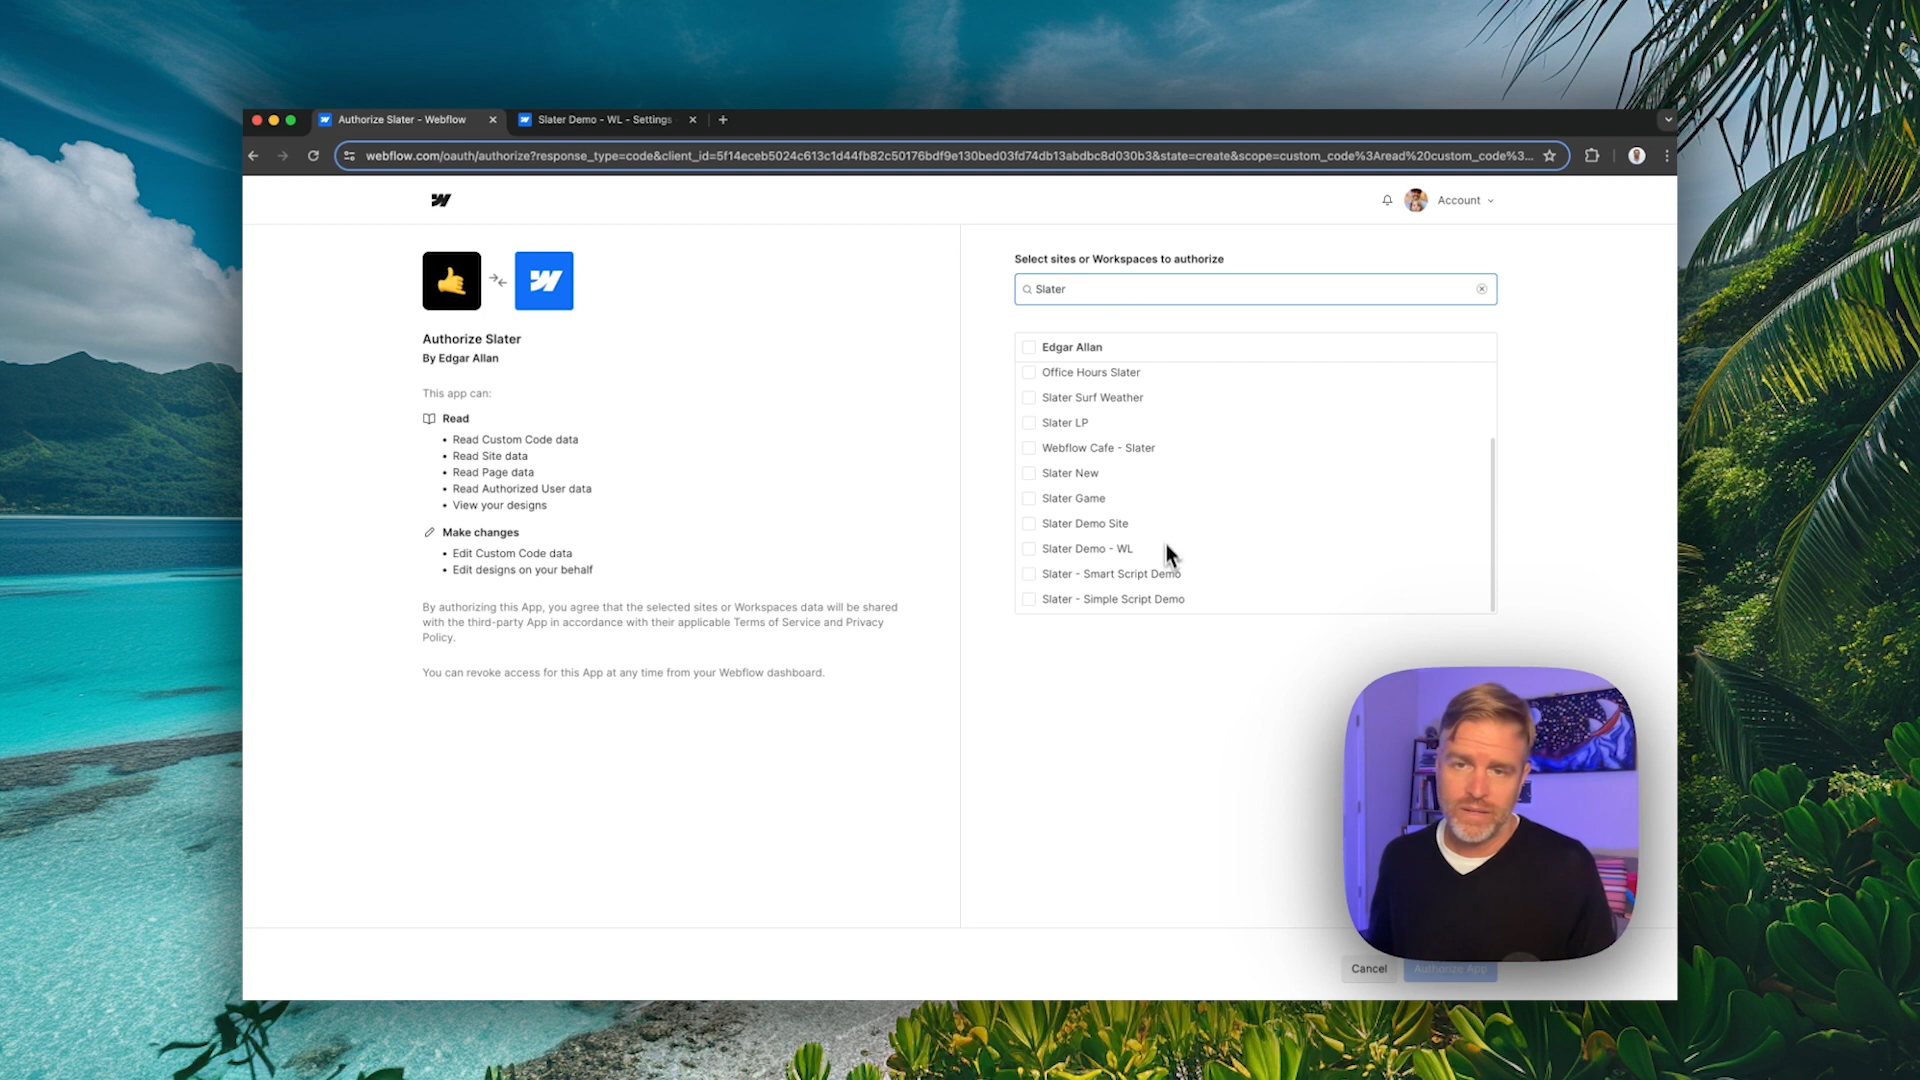 Authorize Slater - Webflow
Slater Demo - WL - Settings
webflow.com/oauth/authorize?response_type=code&client_id=5f14eceb5024c613c1d44fb82c50176bdf9e130bed03fd74db13abdbc8d030b3&state=create&scope=custom_code%3Aread%20custom_code%3...
Account
Authorize Slater
By Edgar Allan
This app can:
Read
• Read Custom Code data
• Read Site data
• Read Page data
• Read Authorized User data
• View your designs
Make changes
• Edit Custom Code data
• Edit designs on your behalf
By authorizing this App, you agree that the selected sites or Workspaces data will be shared
with the third-party App in accordance with their applicable Terms of Service and Privacy
Policy.
You can revoke access for this App at any time from your Webflow dashboard.
Select sites or Workspaces to authorize
Slater
Edgar Allan
Office Hours Slater
Slater Surf Weather
Slater LP
Webflow Cafe - Slater
Slater New
Slater Game
Slater Demo Site
Slater Demo - WL
Slater - Smart Script Demo
Slater - Simple Script Demo
Cancel
Authorize App